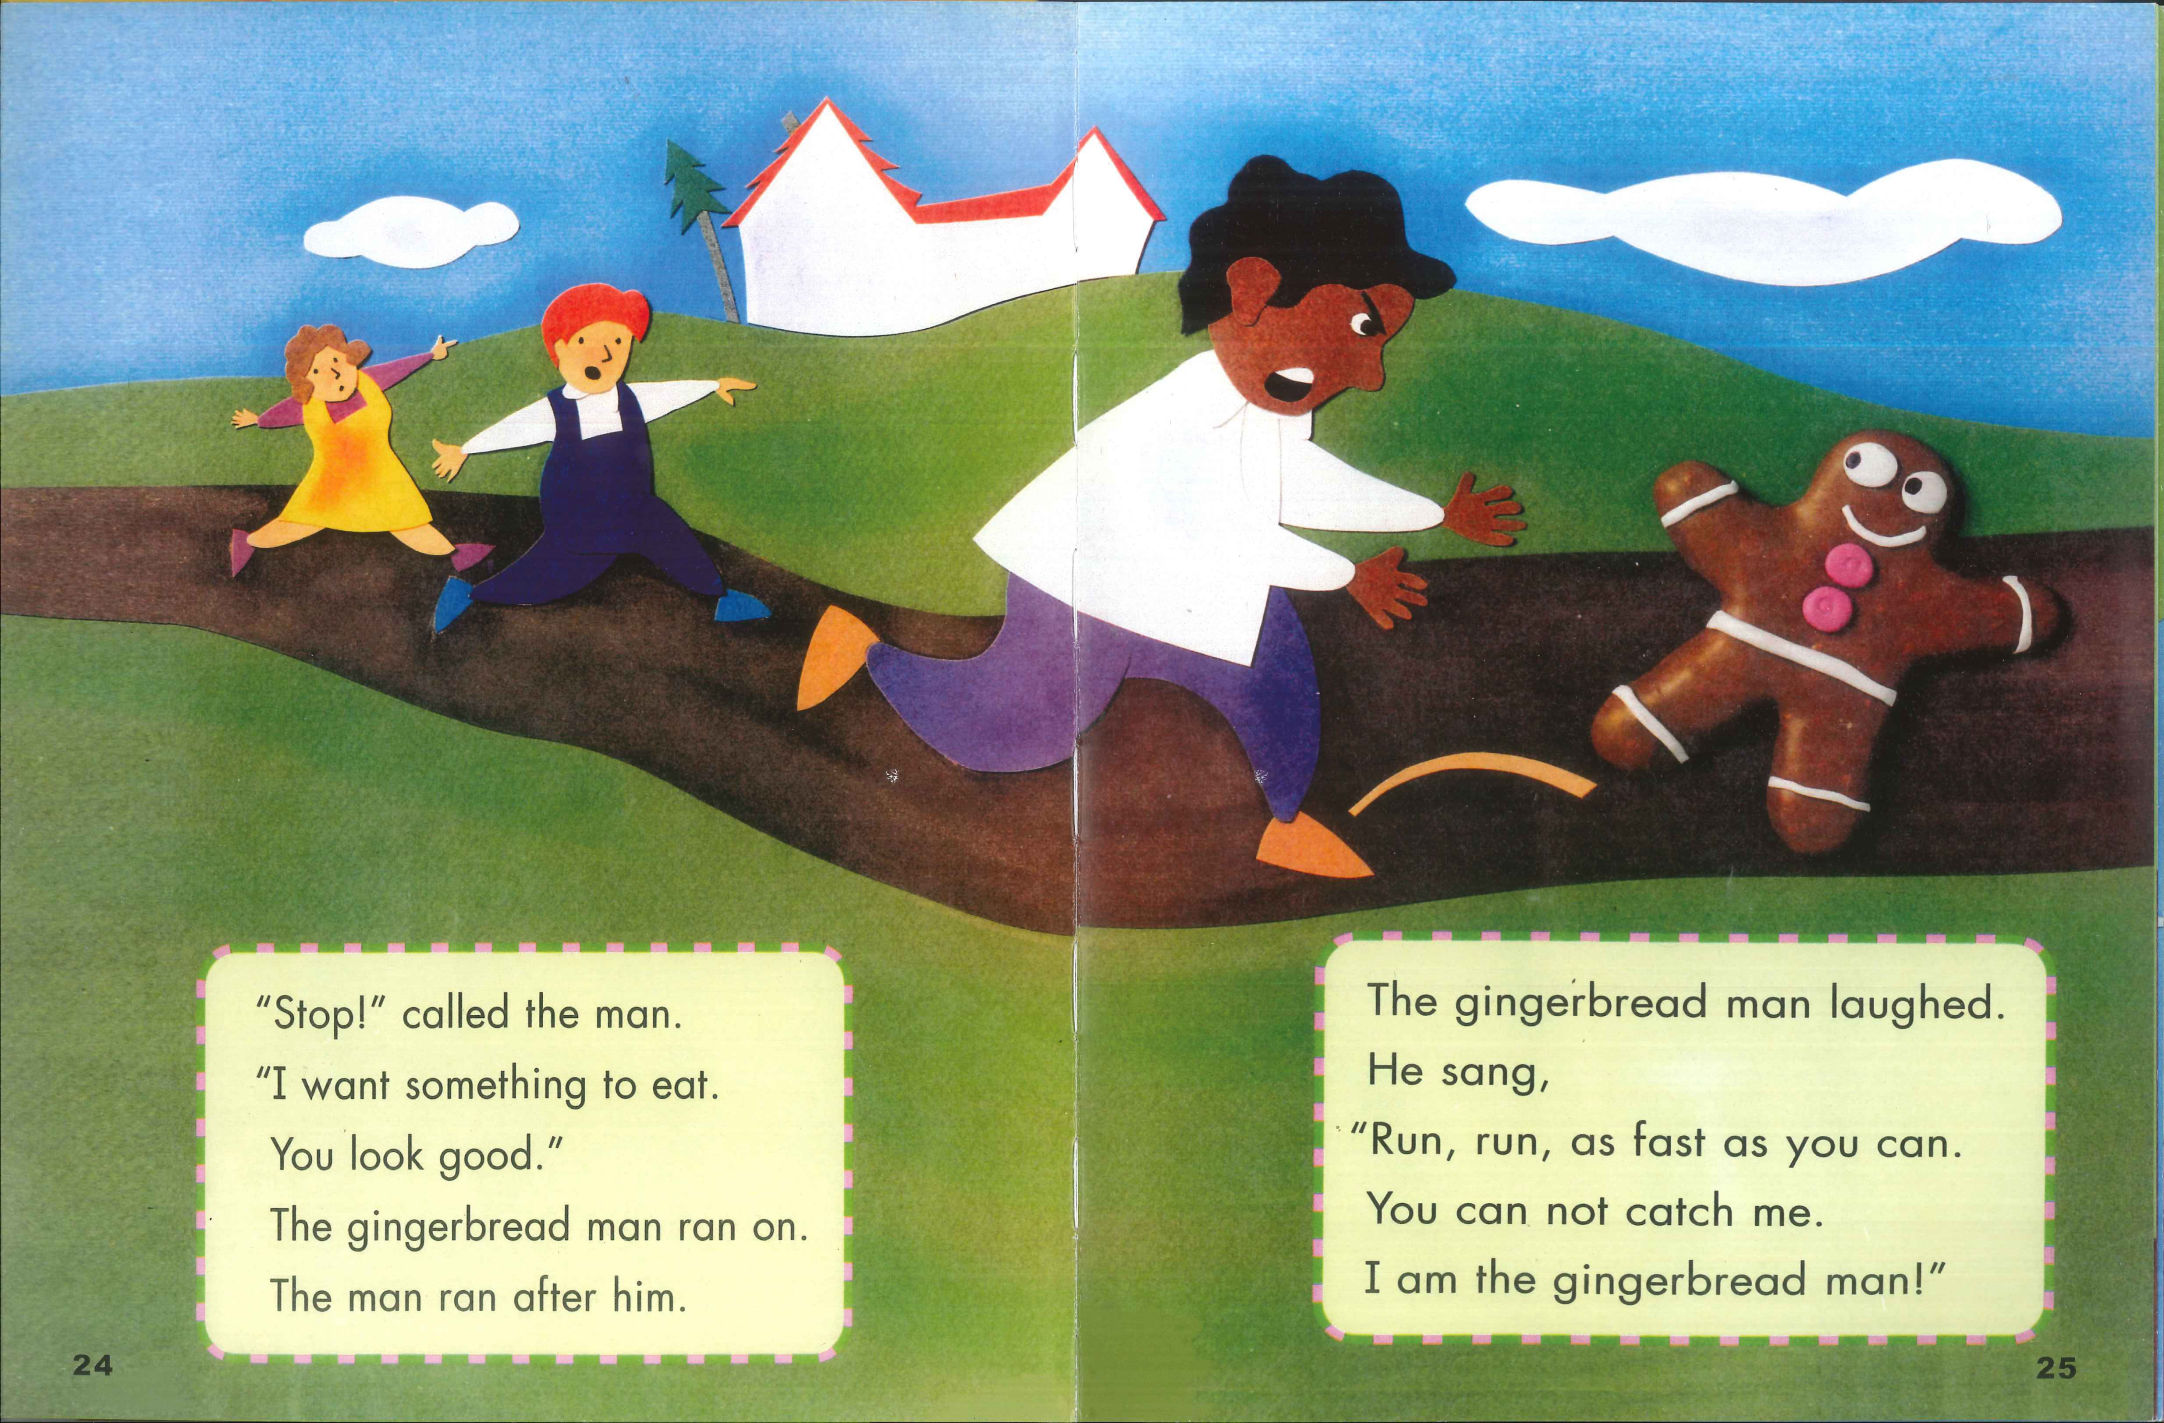 “Stop!” called the man.
“I want something to eat.
You look good.”
The gingerbread man ran on.
The man ran after him.
24
The gingerbread man laughed.
He sang,
“Run, run, as fast as you can.
You can not catch me.
I am the gingerbread man!”
25